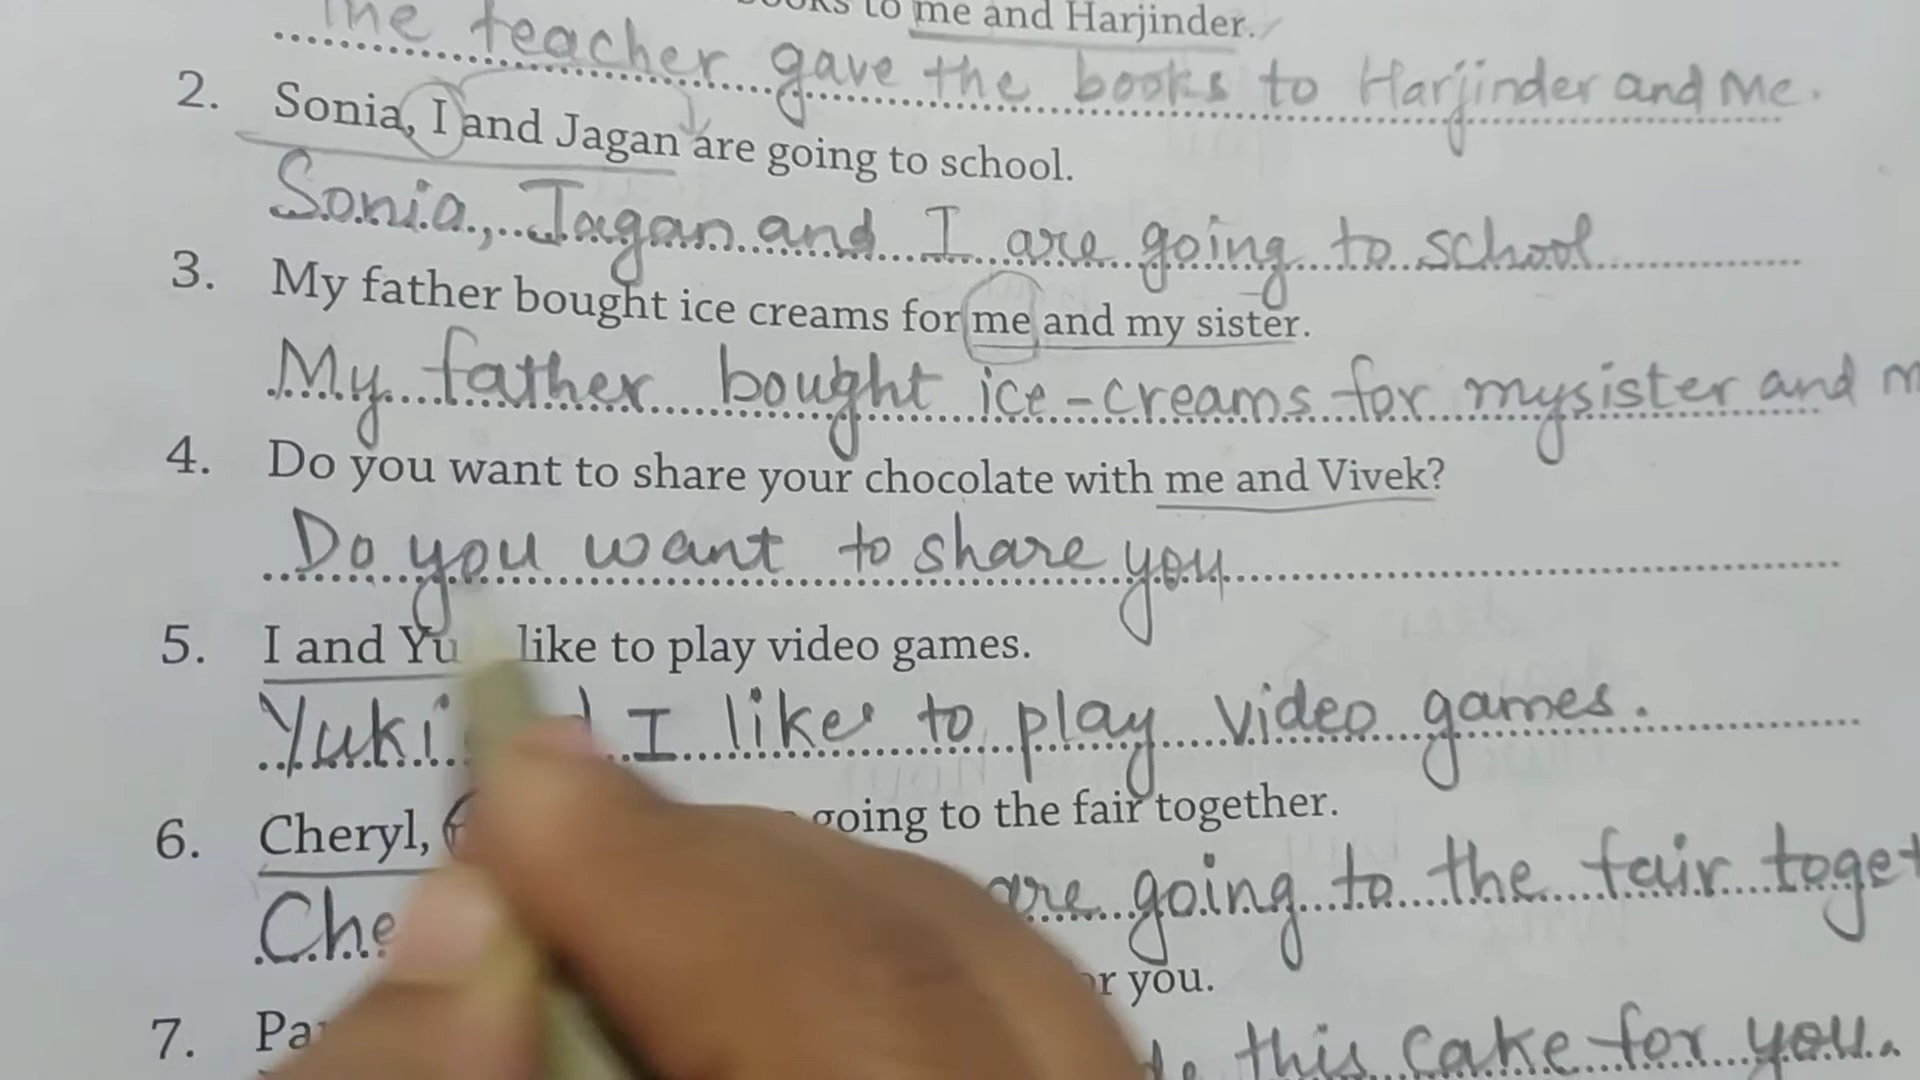 to me and Harjinder.
The teacher gave the books to Harjinder and me.
2. Sonia, I and Jagan are going to school.
Sonia, Jagan and I are going to school
3. My father bought ice creams for me and my sister.
My father bought ice-creams for my sister and
4. Do you want to share your chocolate with me and Vivek?
Do you want to share you
5. I and Yu like to play video games.
Yuki I like to play video games.
6. Cheryl, going to the fair together.
Che are going to the fair toget
you.
7. Pa
this cake for you.